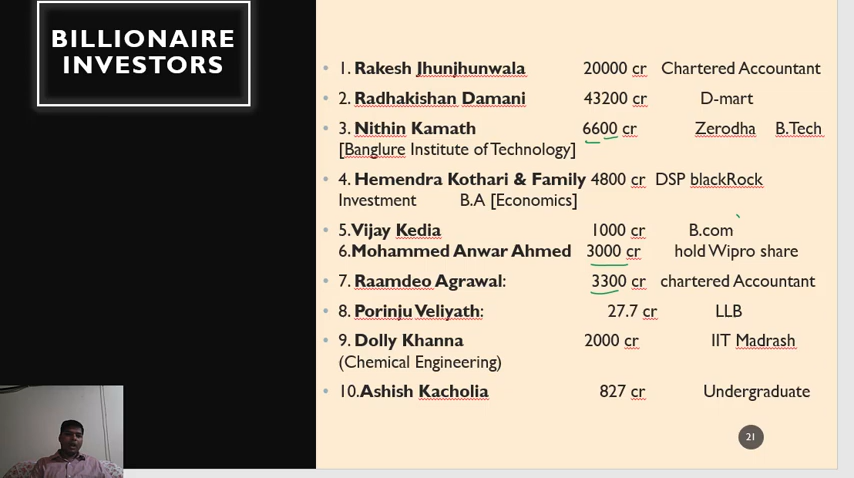 BILLIONAIRE
INVESTORS
1. Rakesh Jhunjhunwala 20000 cr Chartered Accountant
2. Radhakishan Damani 43200 cr D-mart
3. Nithin Kamath 6600 cr Zerodha B.Tech
[Banglure Institute of Technology]
4. Hemendra Kothari & Family 4800 cr DSP blackRock
Investment B.A [Economics]
5.Vijay Kedia 1000 cr B.com
6.Mohammed Anwar Ahmed 3000 cr hold Wipro share
7. Raamdeo Agrawal: 3300 cr chartered Accountant
8. Porinju Veliyath: 27.7 cr LLB
9. Dolly Khanna 2000 cr IIT Madrash
(Chemical Engineering)
10.Ashish Kacholia 827 cr Undergraduate
21